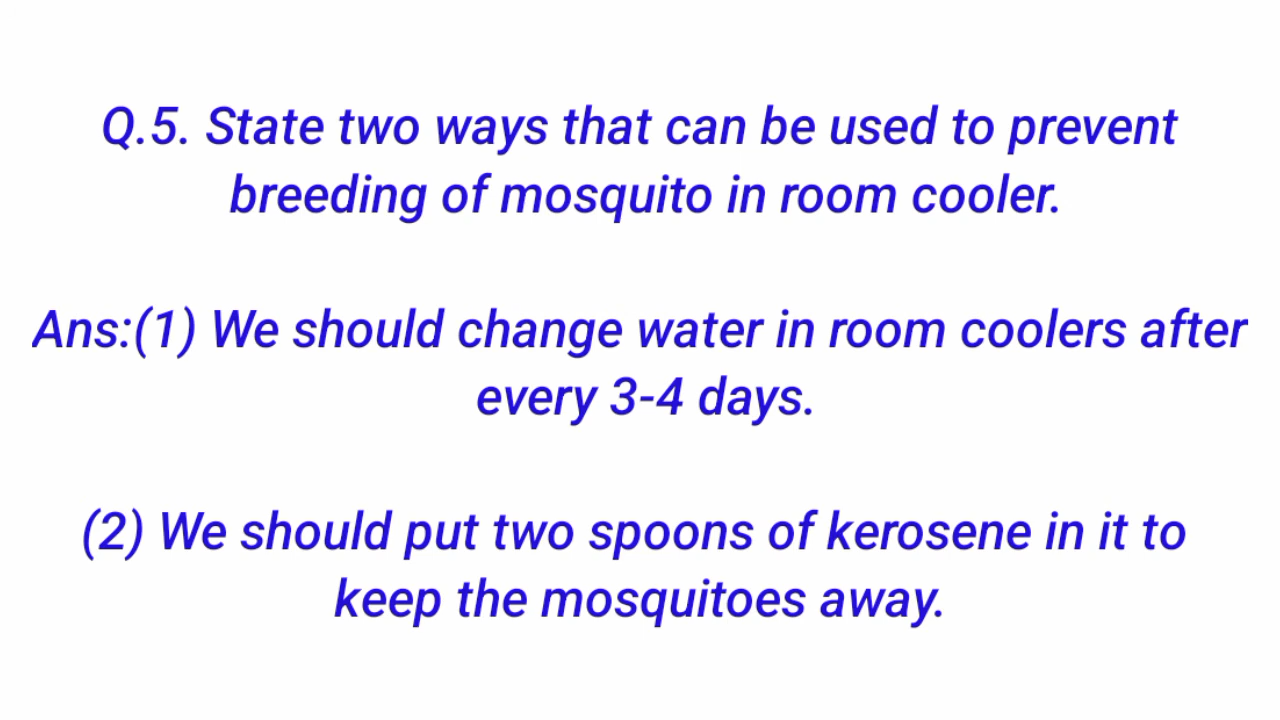 Q.5. State two ways that can be used to prevent
breeding of mosquito in room cooler.
Ans:(1) We should change water in room coolers after
every 3-4 days.
(2) We should put two spoons of kerosene in it to
keep the mosquitoes away.